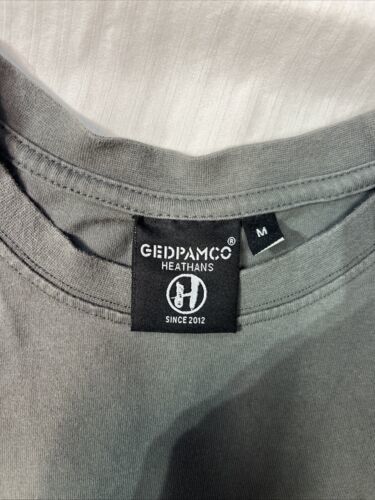 GEDPAMCO®
HEATHANS
H
SINCE 2012
M